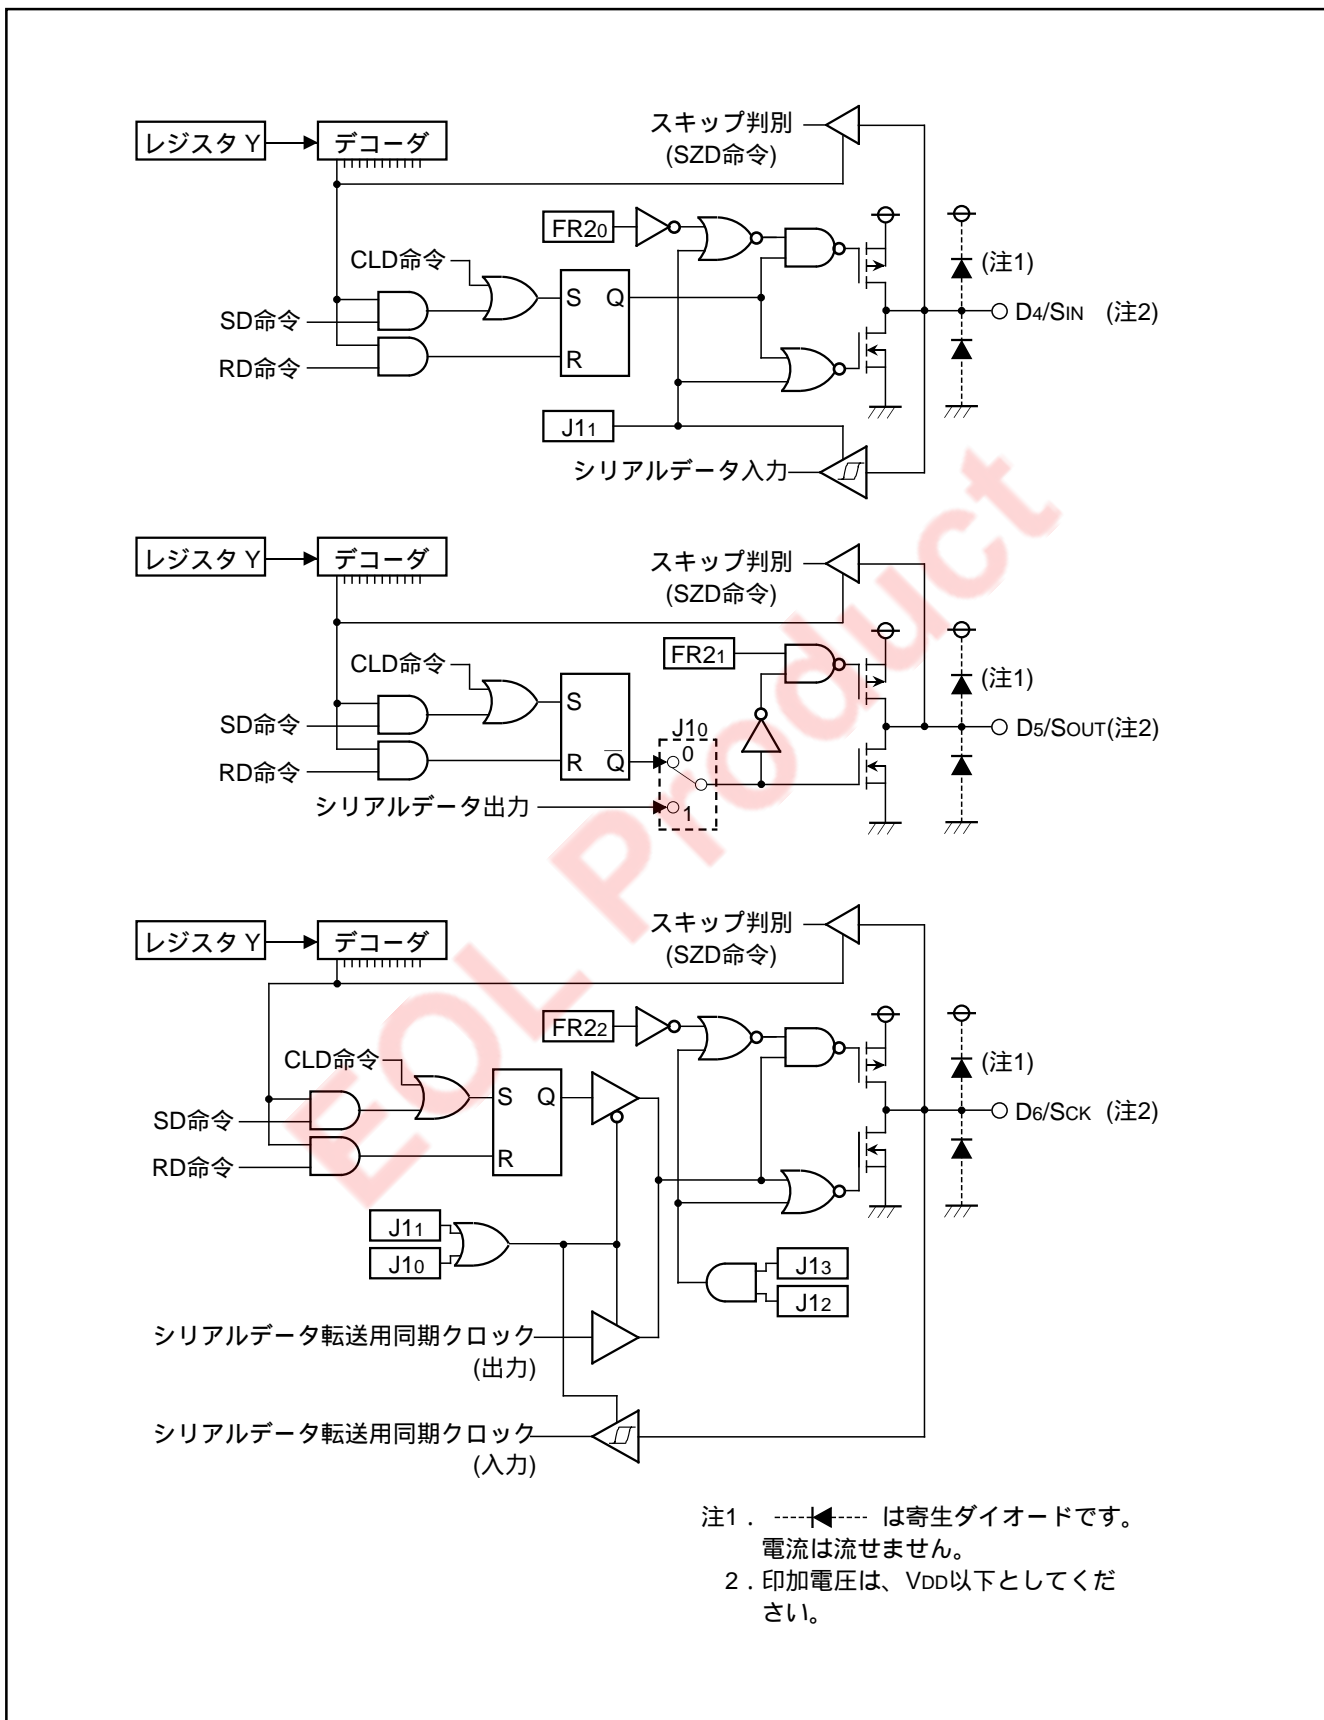 レジスタ Y
デコーダ
スキップ判別
(SZD命令)
FR20
CLD命令
SD命令
RD命令
S Q
R
(注1)
D4/SIN (注2)
J11
シリアルデータ入力
レジスタ Y
デコーダ
スキップ判別
(SZD命令)
FR21
CLD命令
SD命令
RD命令
S
R Q
J10
0
1
(注1)
D5/SOUT(注2)
シリアルデータ出力
レジスタ Y
デコーダ
スキップ判別
(SZD命令)
FR22
CLD命令
SD命令
RD命令
S Q
R
(注1)
D6/SCK (注2)
J11
J10
J13
J12
シリアルデータ転送用同期クロック
(出力)
シリアルデータ転送用同期クロック
(入力)
注1. は寄生ダイオードです。
電流は流せません。
2.印加電圧は、VDD以下としてくだ
さい。
EOL Product